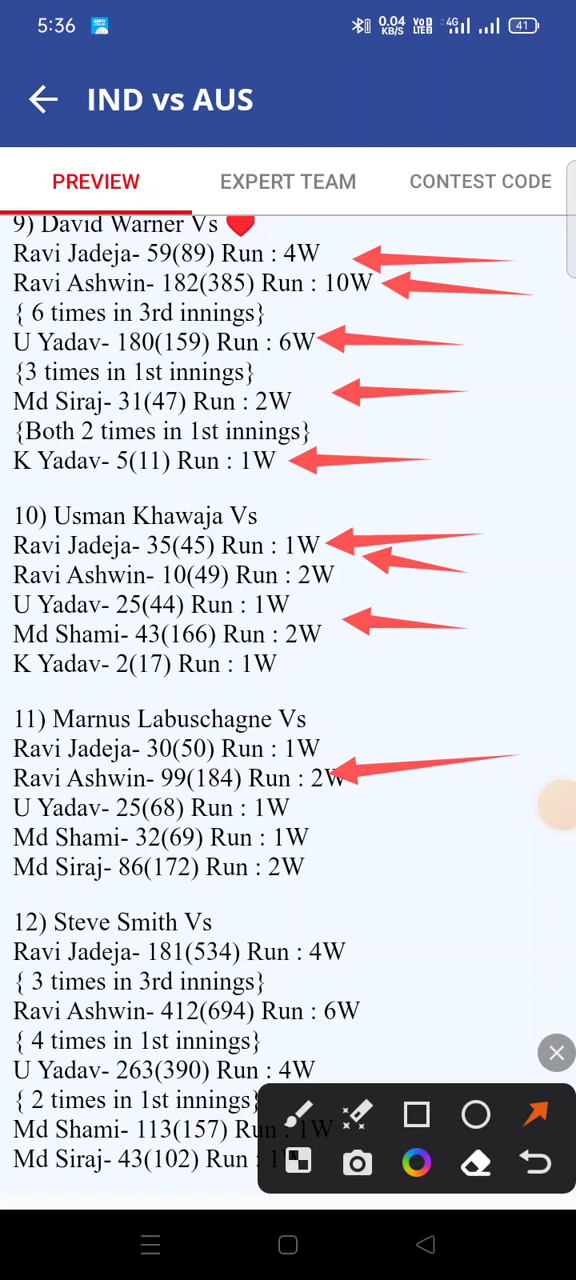 5:36
0.04 KB/S
Vo LTE 2
4G
41
IND vs AUS
PREVIEW
EXPERT TEAM
CONTEST CODE
9) David Warner Vs ❤
Ravi Jadeja- 59(89) Run : 4W
Ravi Ashwin- 182(385) Run : 10W
{ 6 times in 3rd innings}
U Yadav- 180(159) Run : 6W
{3 times in 1st innings}
Md Siraj- 31(47) Run : 2W
{Both 2 times in 1st innings}
K Yadav- 5(11) Run : 1W
10) Usman Khawaja Vs
Ravi Jadeja- 35(45) Run : 1W
Ravi Ashwin- 10(49) Run : 2W
U Yadav- 25(44) Run : 1W
Md Shami- 43(166) Run : 2W
K Yadav- 2(17) Run : 1W
11) Marnus Labuschagne Vs
Ravi Jadeja- 30(50) Run : 1W
Ravi Ashwin- 99(184) Run : 2W
U Yadav- 25(68) Run : 1W
Md Shami- 32(69) Run : 1W
Md Siraj- 86(172) Run : 2W
12) Steve Smith Vs
Ravi Jadeja- 181(534) Run : 4W
{ 3 times in 3rd innings}
Ravi Ashwin- 412(694) Run : 6W
{ 4 times in 1st innings}
U Yadav- 263(390) Run : 4W
{ 2 times in 1st innings}
Md Shami- 113(157) Run : 1W
Md Siraj- 43(102) Run :